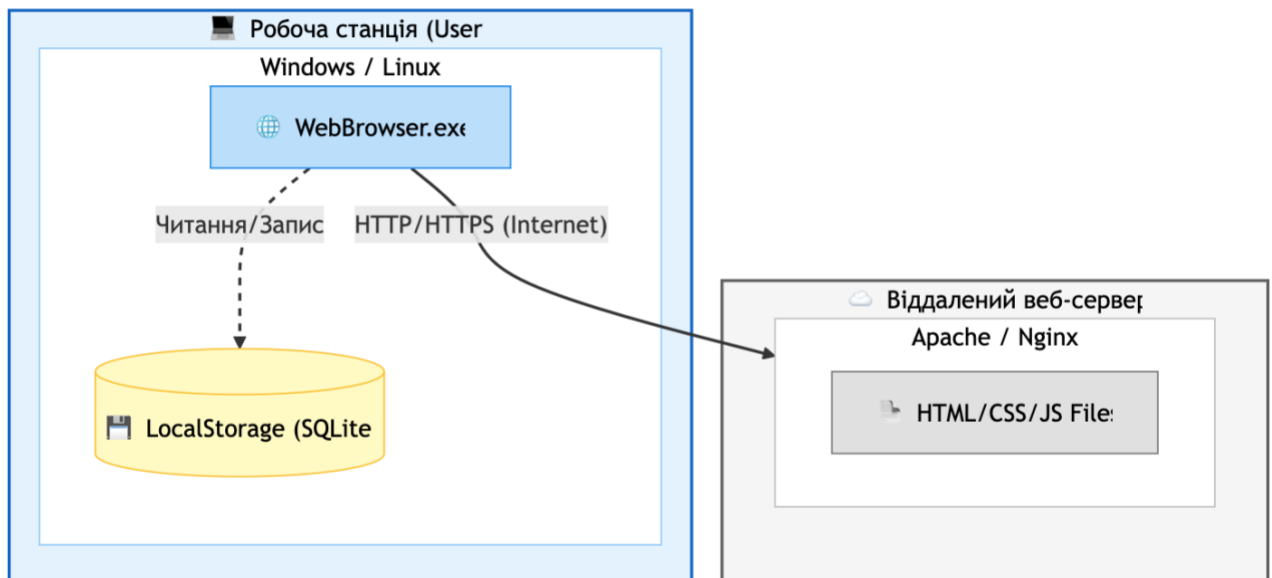 Робоча станція (User
Windows / Linux
WebBrowser.exe
Читання/Запис
HTTP/HTTPS (Internet)
LocalStorage (SQLite
Віддалений веб-сервер
Apache / Nginx
HTML/CSS/JS Files